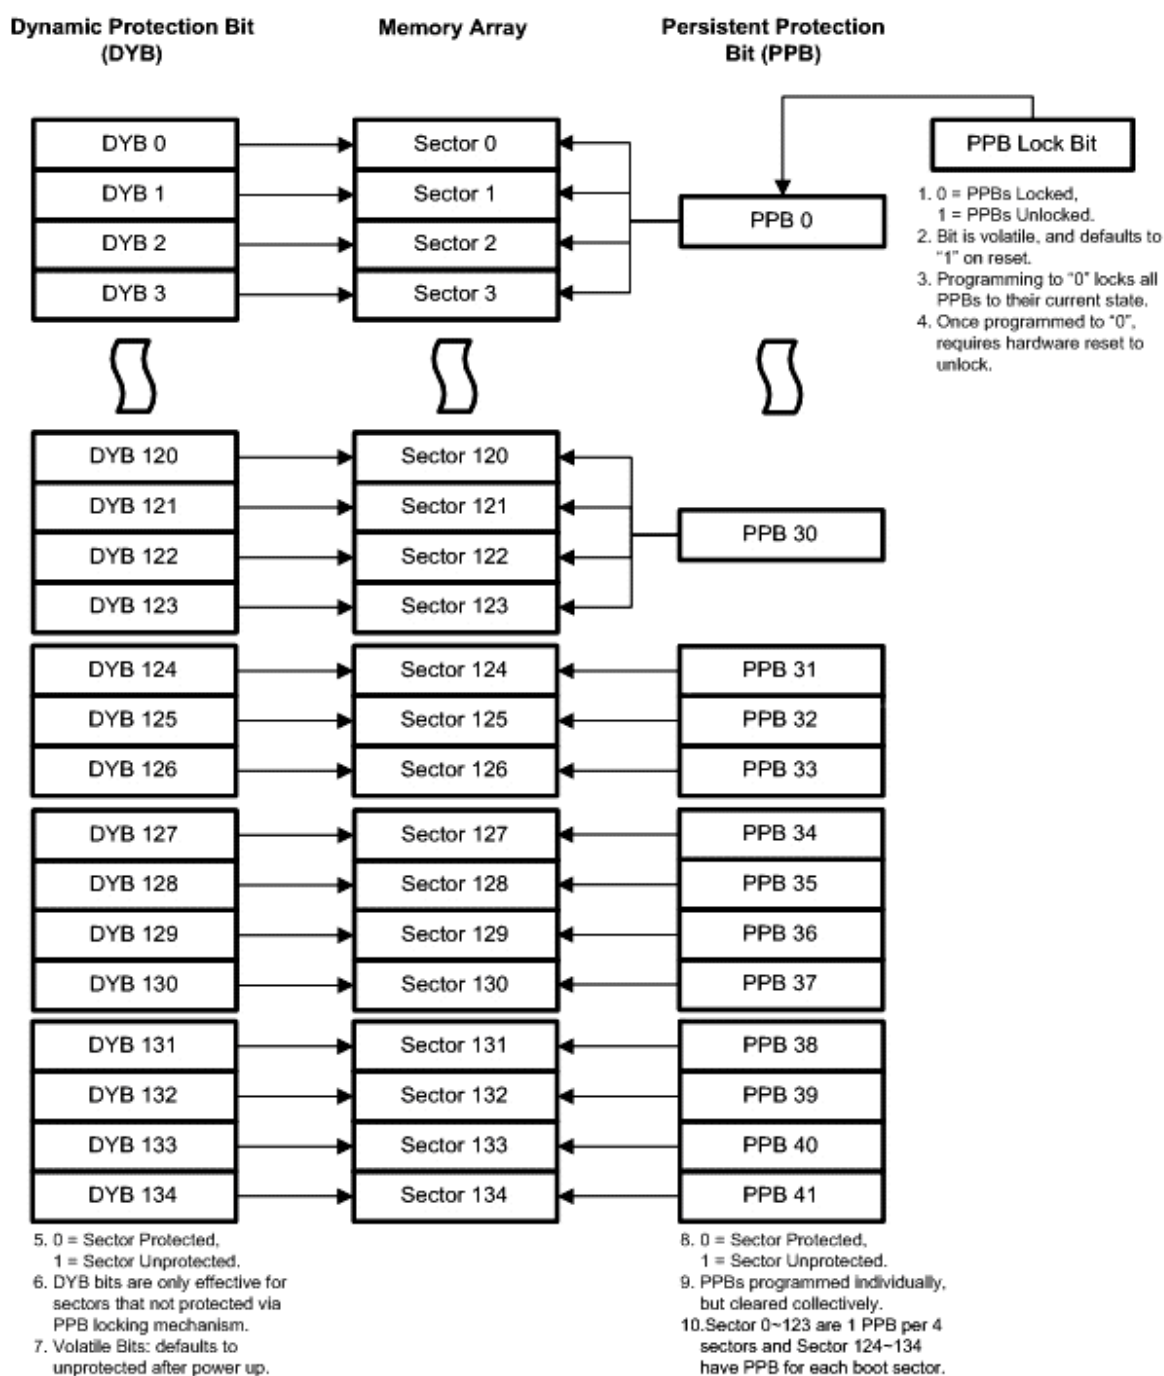 Dynamic Protection Bit
(DYB)
Memory Array
Persistent Protection
Bit (PPB)
DYB 0
DYB 1
DYB 2
DYB 3
Sector 0
Sector 1
Sector 2
Sector 3
PPB 0
PPB Lock Bit
1. 0 = PPBs Locked,
1 = PPBs Unlocked.
2. Bit is volatile, and defaults to
"1" on reset.
3. Programming to "0" locks all
PPBs to their current state.
4. Once programmed to "0",
requires hardware reset to
unlock.
DYB 120
DYB 121
DYB 122
DYB 123
Sector 120
Sector 121
Sector 122
Sector 123
PPB 30
DYB 124
DYB 125
DYB 126
Sector 124
Sector 125
Sector 126
PPB 31
PPB 32
PPB 33
DYB 127
DYB 128
DYB 129
DYB 130
Sector 127
Sector 128
Sector 129
Sector 130
PPB 34
PPB 35
PPB 36
PPB 37
DYB 131
DYB 132
DYB 133
DYB 134
Sector 131
Sector 132
Sector 133
Sector 134
PPB 38
PPB 39
PPB 40
PPB 41
5. 0 = Sector Protected,
1 = Sector Unprotected.
6. DYB bits are only effective for
sectors that not protected via
PPB locking mechanism.
7. Volatile Bits: defaults to
unprotected after power up.
8. 0 = Sector Protected,
1 = Sector Unprotected.
9. PPBs programmed individually,
but cleared collectively.
10.Sector 0~123 are 1 PPB per 4
sectors and Sector 124~134
have PPB for each boot sector.